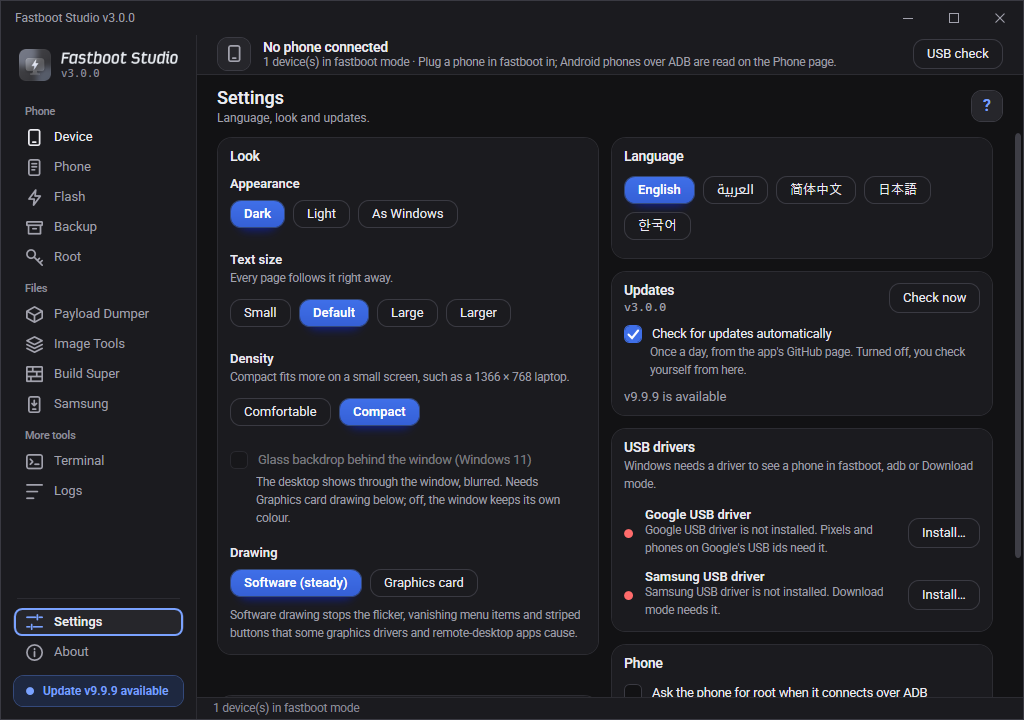 Fastboot Studio v3.0.0
Fastboot Studio
v3.0.0
Phone
Device
Phone
Flash
Backup
Root
Files
Payload Dumper
Image Tools
Build Super
Samsung
More tools
Terminal
Logs
Settings
About
Update v9.9.9 available
No phone connected
1 device(s) in fastboot mode · Plug a phone in fastboot in; Android phones over ADB are read on the Phone page.
USB check
Settings
Language, look and updates.
?
Look
Appearance
Dark
Light
As Windows
Text size
Every page follows it right away.
Small
Default
Large
Larger
Density
Compact fits more on a small screen, such as a 1366 × 768 laptop.
Comfortable
Compact
Glass backdrop behind the window (Windows 11)
The desktop shows through the window, blurred. Needs
Graphics card drawing below; off, the window keeps its own
colour.
Drawing
Software (steady)
Graphics card
Software drawing stops the flicker, vanishing menu items and striped
buttons that some graphics drivers and remote-desktop apps cause.
Language
English
العربية
简体中文
日本語
한국어
Updates
v3.0.0
Check now
Check for updates automatically
Once a day, from the app's GitHub page. Turned off, you check
yourself from here.
v9.9.9 is available
USB drivers
Windows needs a driver to see a phone in fastboot, adb or Download
mode.
Google USB driver
Google USB driver is not installed. Pixels and
phones on Google's USB ids need it.
Install...
Samsung USB driver
Samsung USB driver is not installed. Download
mode needs it.
Install...
Phone
Ask the phone for root when it connects over ADB
1 device(s) in fastboot mode